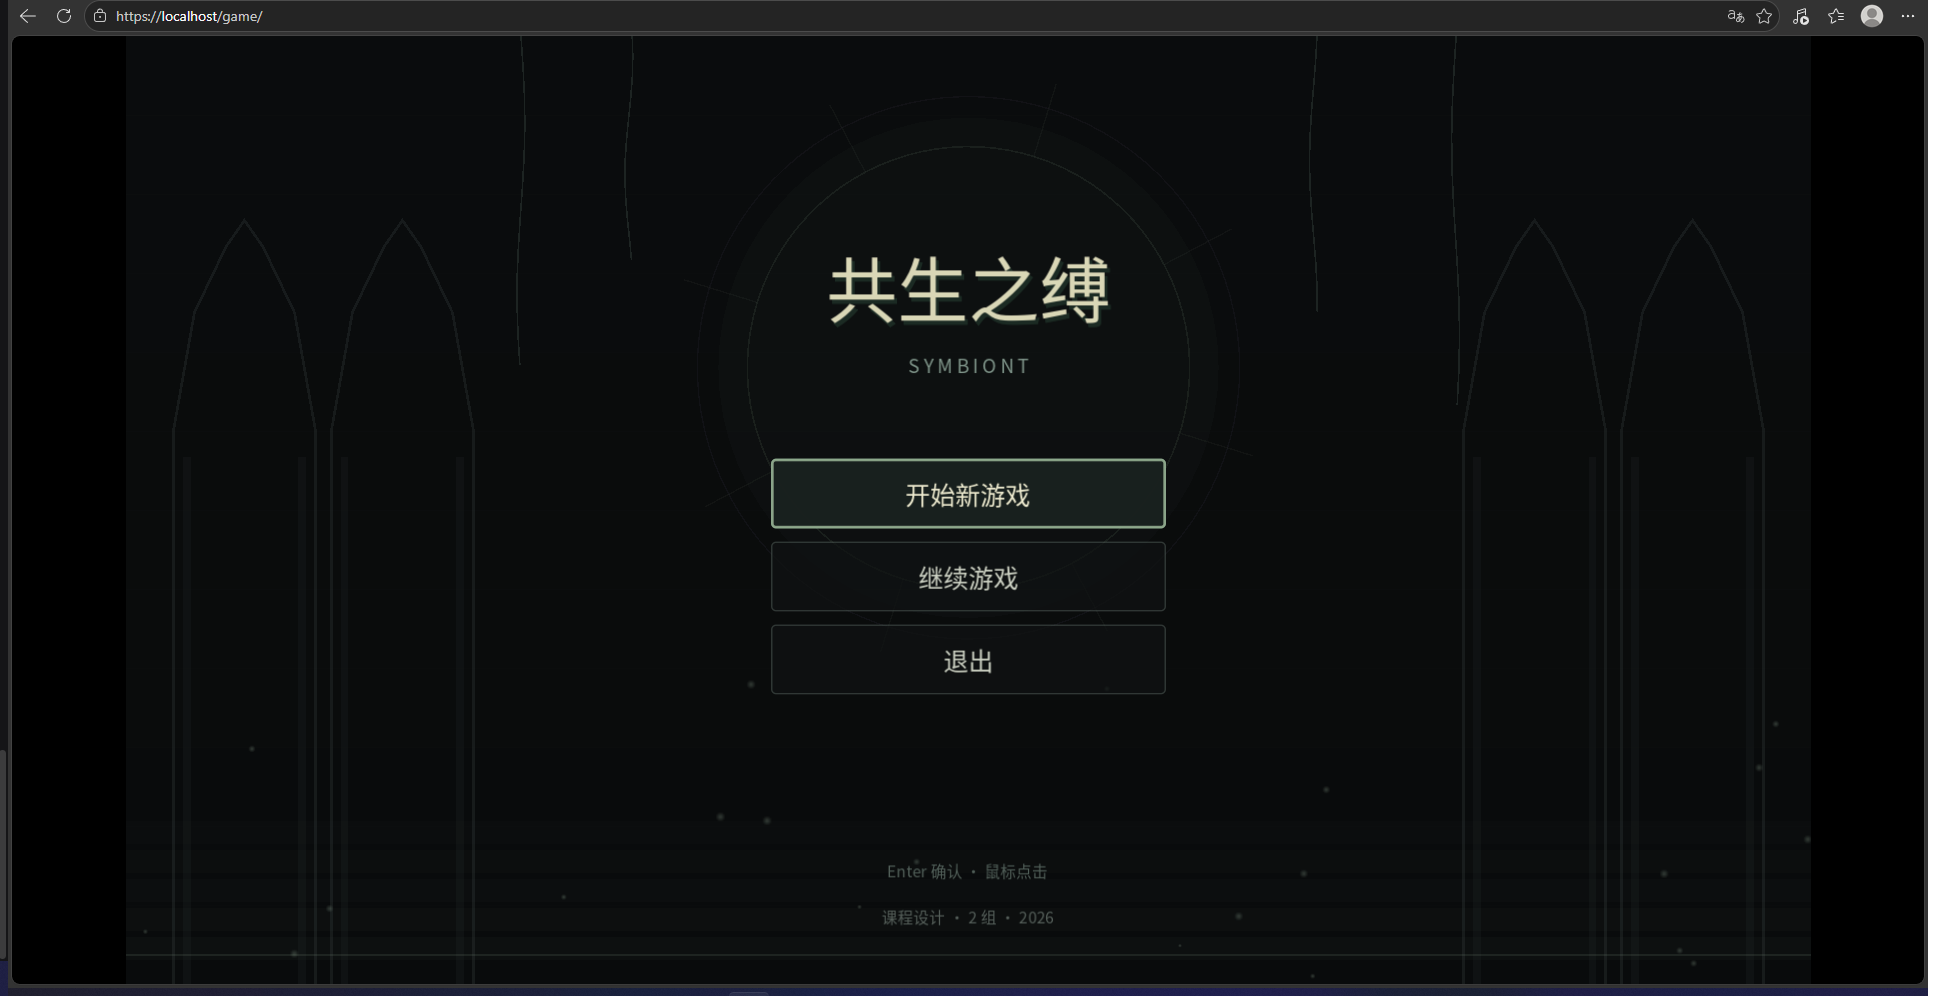 https://localhost/game/
共生之缚
SYMBIONT
开始新游戏
继续游戏
退出
Enter 确认 · 鼠标点击
课程设计 · 2 组 · 2026